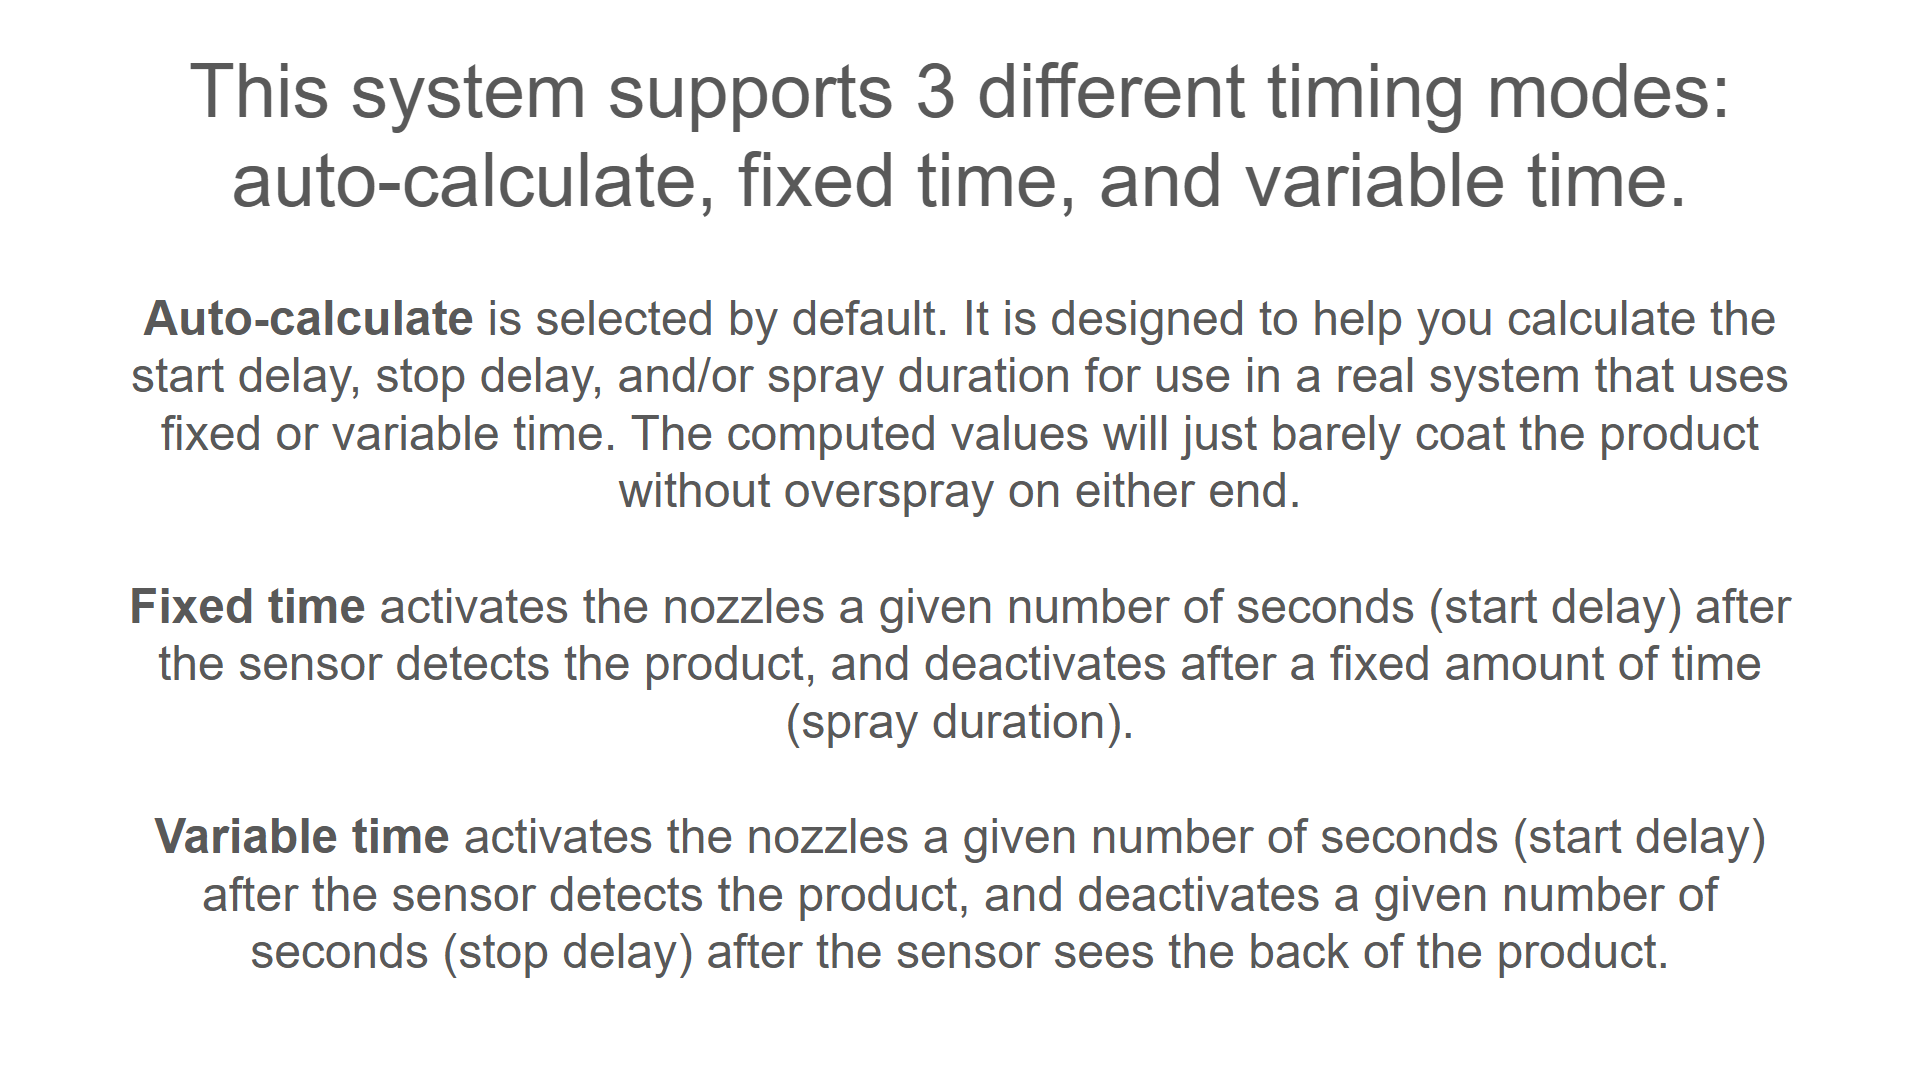 This system supports 3 different timing modes:
auto-calculate, fixed time, and variable time.
Auto-calculate is selected by default. It is designed to help you calculate the
start delay, stop delay, and/or spray duration for use in a real system that uses
fixed or variable time. The computed values will just barely coat the product
without overspray on either end.
Fixed time activates the nozzles a given number of seconds (start delay) after
the sensor detects the product, and deactivates after a fixed amount of time
(spray duration).
Variable time activates the nozzles a given number of seconds (start delay)
after the sensor detects the product, and deactivates a given number of
seconds (stop delay) after the sensor sees the back of the product.